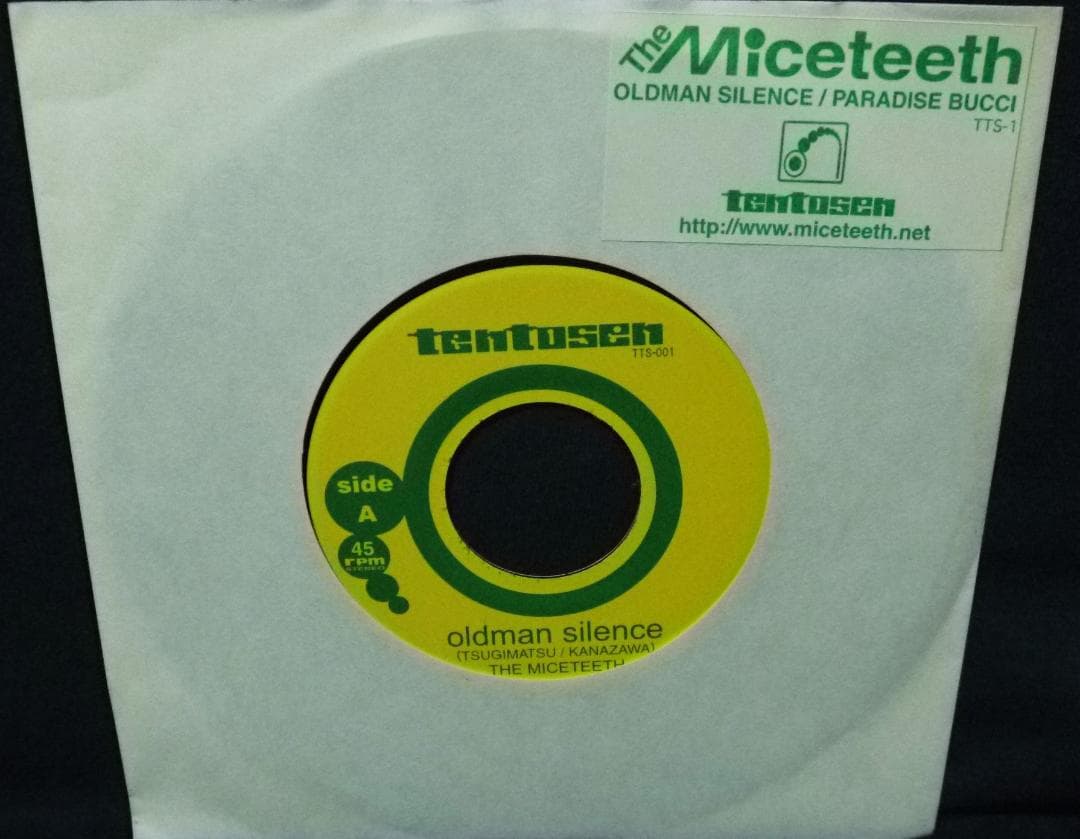 The Miceteeth
OLDMAN SILENCE / PARADISE BUCCI
TTS-1
tentosen
http://www.miceteeth.net
tentosen
TTS-001
side
A
45
rpm
STEREO
oldman silence
(TSUGIMATSU / KANAZAWA)
THE MICETEETH